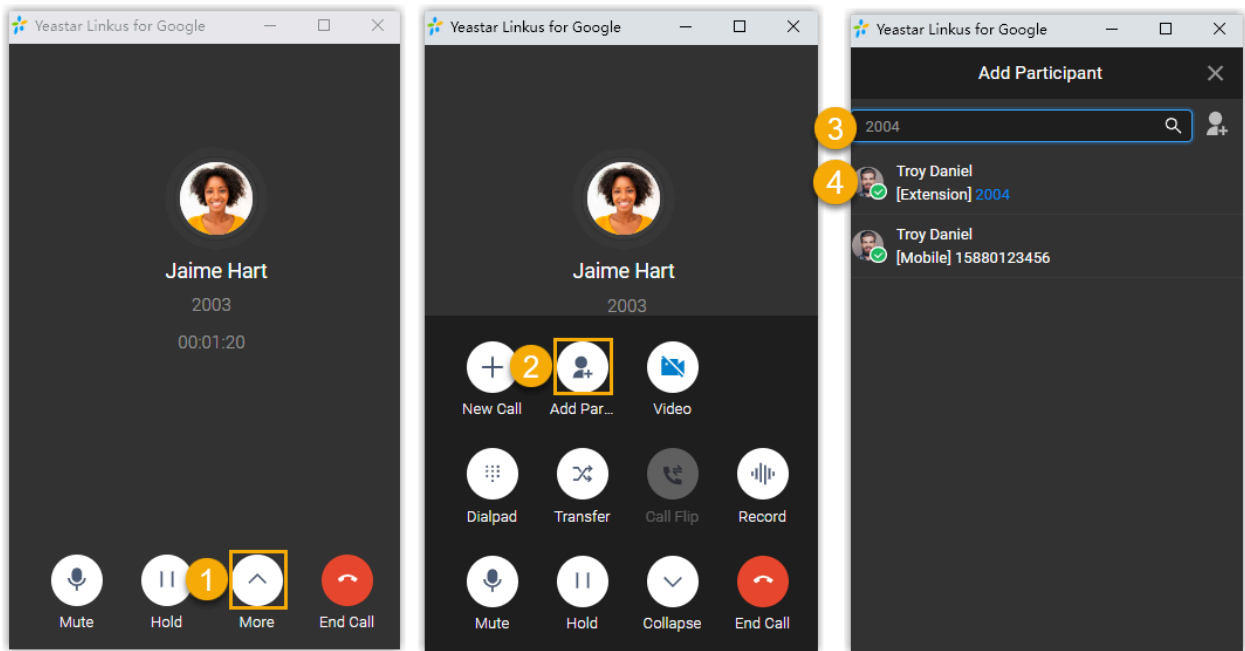 Yeastar Linkus for Google
Jaime Hart
2003
00:01:20
1
Mute
Hold
More
End Call
Yeastar Linkus for Google
Jaime Hart
2003
2
New Call
Add Par...
Video
Dialpad
Transfer
Call Flip
Record
Mute
Hold
Collapse
End Call
Yeastar Linkus for Google
Add Participant
3
2004
4
Troy Daniel
[Extension] 2004
Troy Daniel
[Mobile] 15880123456